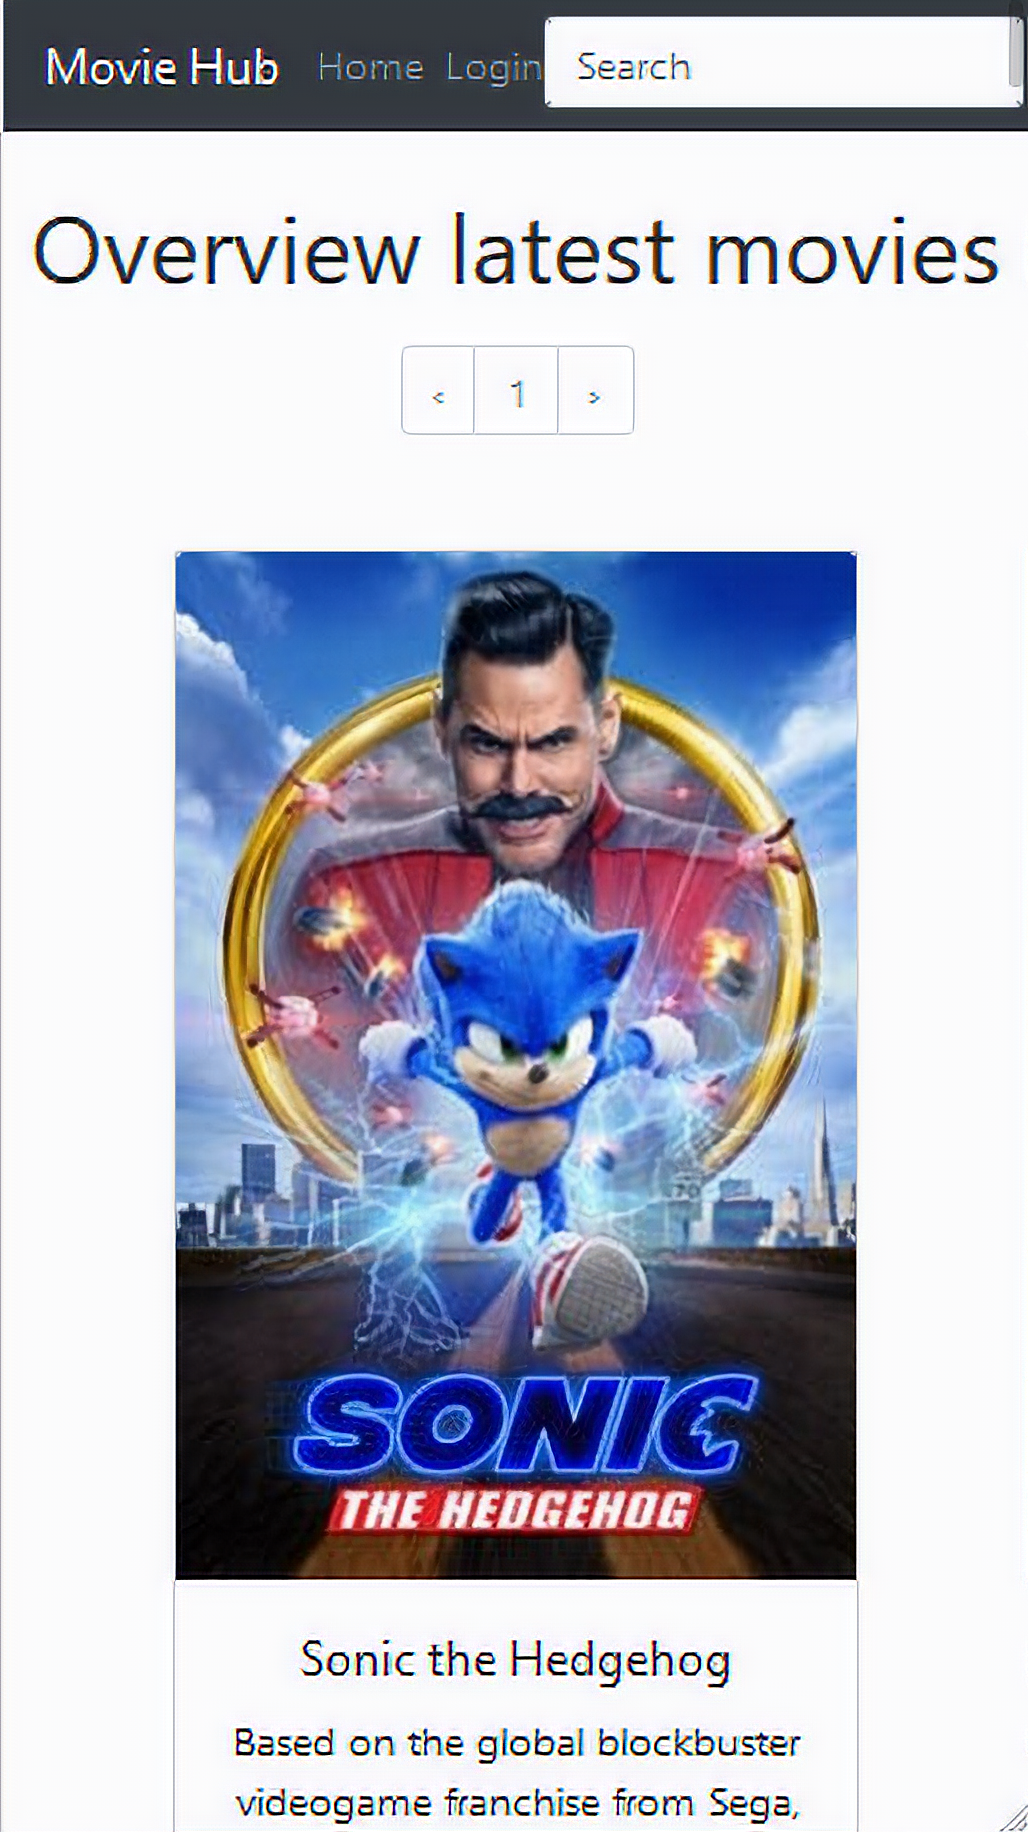 Movie Hub Home Login Search
Overview latest movies
< 1 >
SONIC
THE HEDGEHOG
Sonic the Hedgehog
Based on the global blockbuster
videogame franchise from Sega,